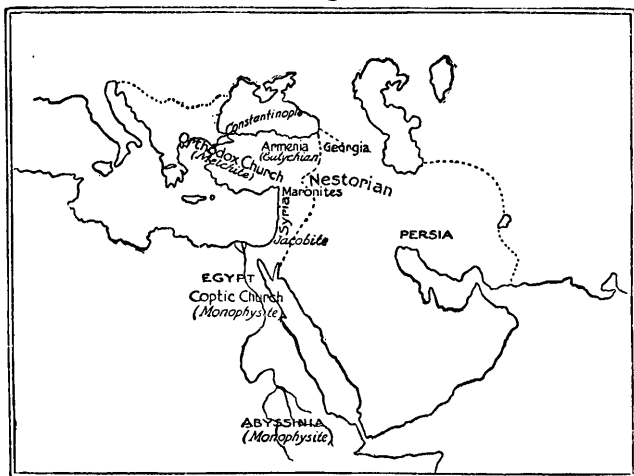 Constantinople
Orthodox Church
(Melchite)
Armenia
(Eutychian)
Georgia
Nestorian
Maronites
Syria
Jacobite
PERSIA
EGYPT
Coptic Church
(Monophysite)
ABYSSINIA
(Monophysite)